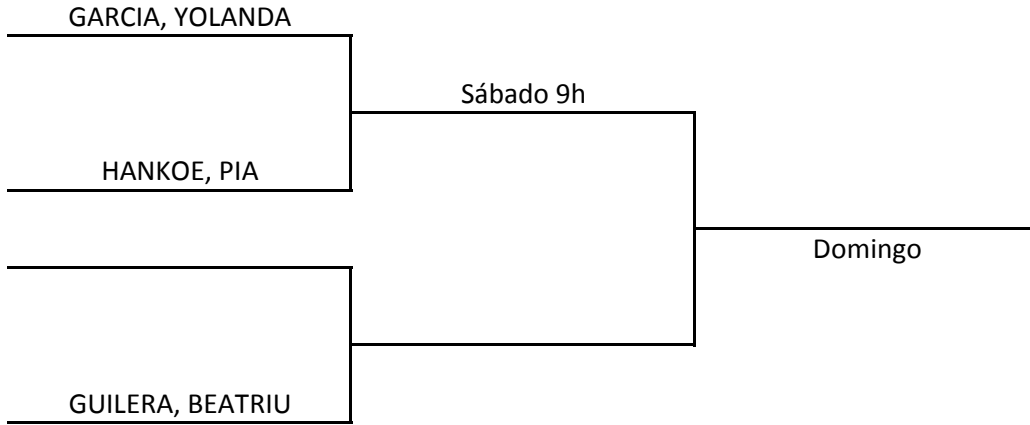 GARCIA, YOLANDA
Sábado 9h
HANKOE, PIA
Domingo
GUILERA, BEATRIU